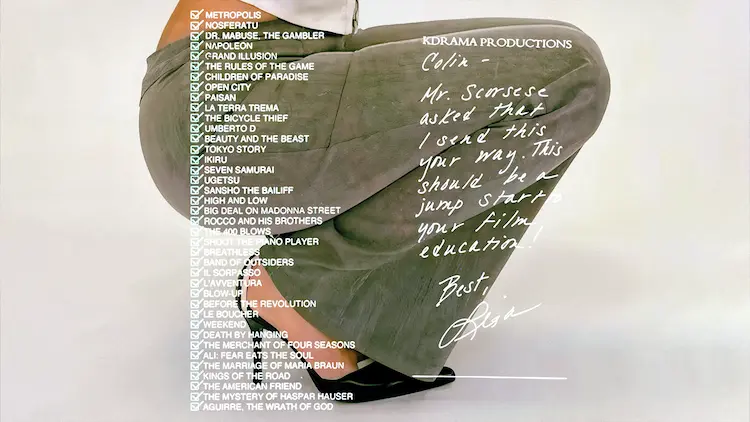 METROPOLIS
NOSFERATU
DR. MABUSE, THE GAMBLER
NAPOLEON
GRAND ILLUSION
THE RULES OF THE GAME
CHILDREN OF PARADISE
OPEN CITY
PAISAN
LA TERRA TREMA
THE BICYCLE THIEF
UMBERTO D
BEAUTY AND THE BEAST
TOKYO STORY
IKIRU
SEVEN SAMURAI
UGETSU
SANSHO THE BAILIFF
HIGH AND LOW
BIG DEAL ON MADONNA STREET
ROCCO AND HIS BROTHERS
THE 400 BLOWS
SHOOT THE PIANO PLAYER
BREATHLESS
BAND OF OUTSIDERS
IL SORPASSO
L'AVVENTURA
BLOW-UP
BEFORE THE REVOLUTION
LE BOUCHER
WEEKEND
DEATH BY HANGING
THE MERCHANT OF FOUR SEASONS
ALI: FEAR EATS THE SOUL
THE MARRIAGE OF MARIA BRAUN
KINGS OF THE ROAD
THE AMERICAN FRIEND
THE MYSTERY OF HASPAR HAUSER
AGUIRRE, THE WRATH OF GOD
KDRAMA PRODUCTIONS
Colin -
Mr. Scorsese
asked that
I send this
your way. This
should be a
jump start to
your film
education!
Best,
Lisa